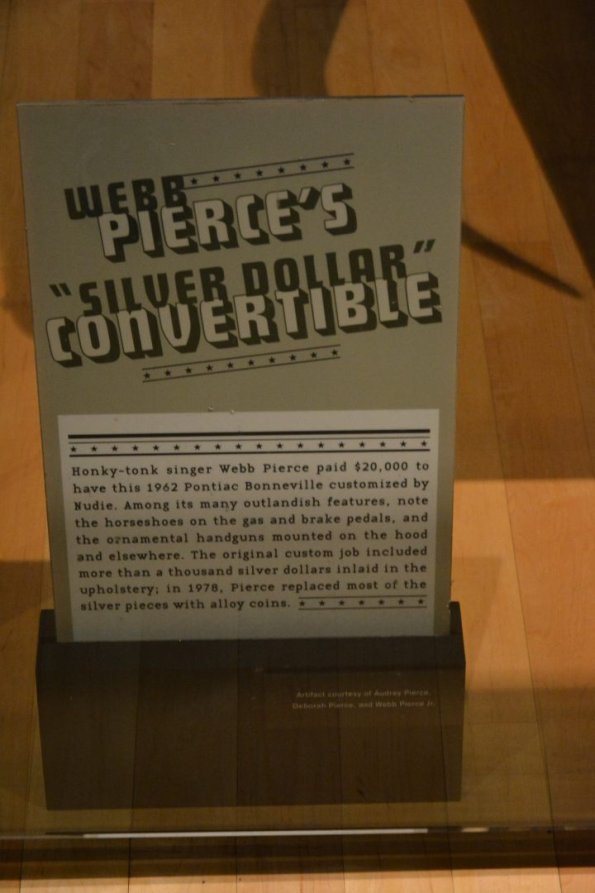 WEBB
PIERCE'S
"SILVER DOLLAR"
CONVERTIBLE
Honky-tonk singer Webb Pierce paid $20,000 to
have this 1962 Pontiac Bonneville customized by
Nudie. Among its many outlandish features, note
the horseshoes on the gas and brake pedals, and
the ornamental handguns mounted on the hood
and elsewhere. The original custom job included
more than a thousand silver dollars inlaid in the
upholstery; in 1978, Pierce replaced most of the
silver pieces with alloy coins.
Artifact courtesy of Audrey Pierce,
Deborah Pierce, and Webb Pierce Jr.